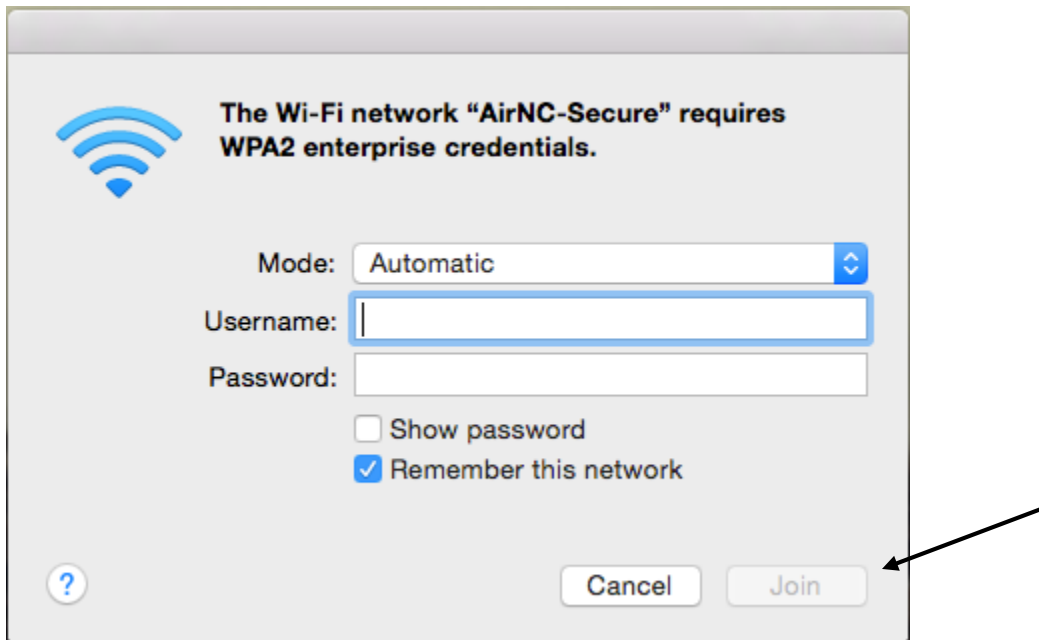 The Wi-Fi network “AirNC-Secure” requires
WPA2 enterprise credentials.
Mode: Automatic
Username:
Password:
Show password
Remember this network
? Cancel Join